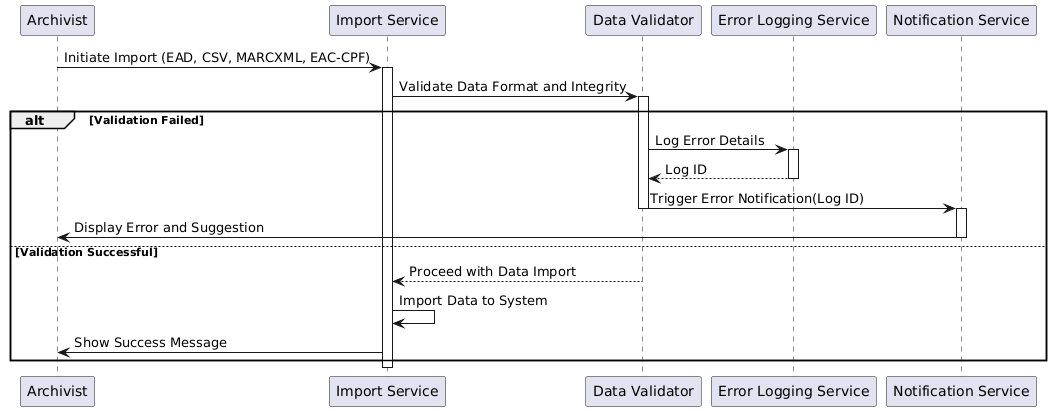 Archivist
Import Service
Data Validator
Error Logging Service
Notification Service
Initiate Import (EAD, CSV, MARCXML, EAC-CPF)
Validate Data Format and Integrity
alt
[Validation Failed]
Log Error Details
Log ID
Trigger Error Notification(Log ID)
Display Error and Suggestion
[Validation Successful]
Proceed with Data Import
Import Data to System
Show Success Message
Archivist
Import Service
Data Validator
Error Logging Service
Notification Service